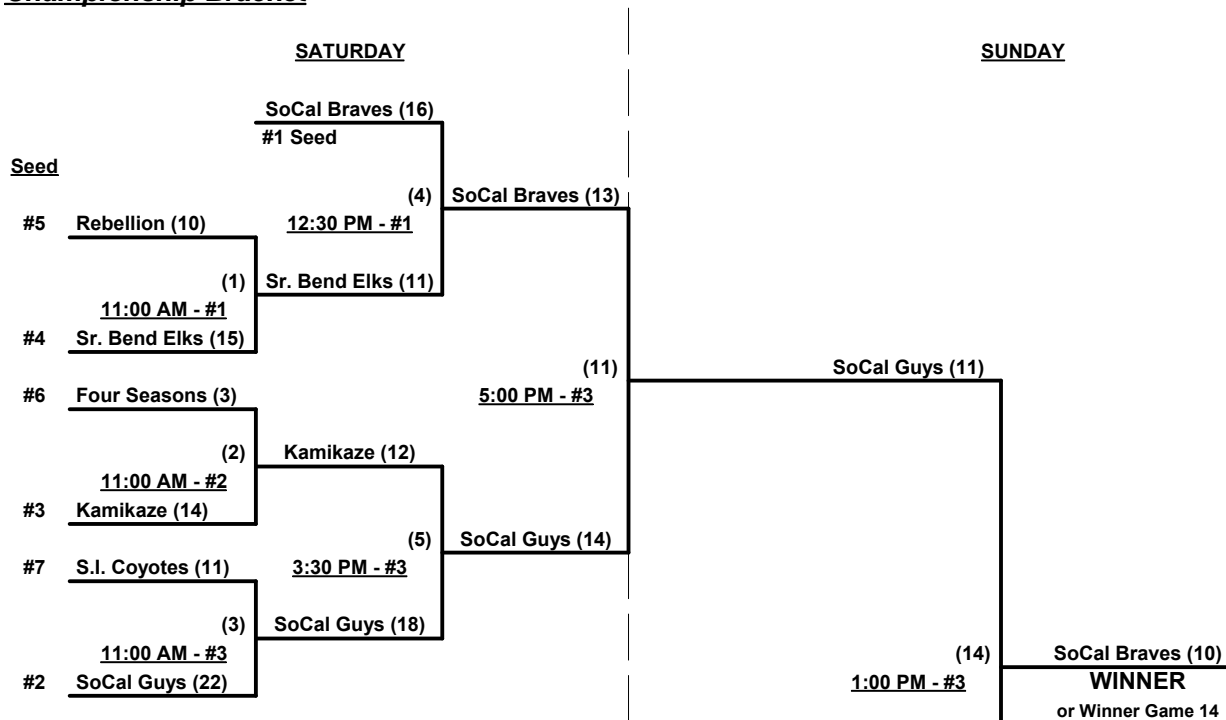 Championship Bracket
SATURDAY
SUNDAY
SoCal Braves (16)
#1 Seed
Seed
(4)
SoCal Braves (13)
#5
Rebellion (10)
12:30 PM - #1
(1)
Sr. Bend Elks (11)
11:00 AM - #1
#4
Sr. Bend Elks (15)
(11)
SoCal Guys (11)
#6
Four Seasons (3)
5:00 PM - #3
(2)
Kamikaze (12)
11:00 AM - #2
#3
Kamikaze (14)
(5)
SoCal Guys (14)
#7
S.I. Coyotes (11)
3:30 PM - #3
(3)
SoCal Guys (18)
11:00 AM - #3
(14)
SoCal Braves (10)
#2
SoCal Guys (22)
1:00 PM - #3
WINNER
or Winner Game 14